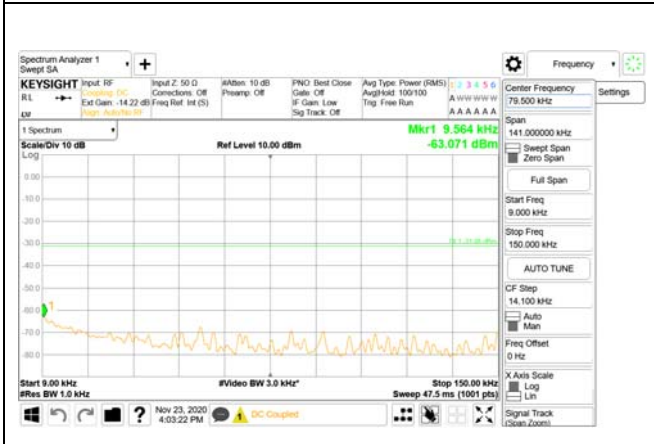 Spectrum Analyzer 1
Swept SA
Frequency
KEYSIGHT
RL
Input: RF
Coupling: DC
Ext Gain: -14.22 dB
Align: Auto/No RF
Input Z: 50 Ω
Corrections: Off
Freq Ref: Int (S)
#Atten: 10 dB
Preamp: Off
PNO: Best Close
Gate: Off
IF Gain: Low
Sig Track: Off
Avg Type: Power (RMS)
Avg|Hold: 100/100
Trig: Free Run
1 2 3 4 5 6
A W W W W W
A A A A A A
1 Spectrum
Scale/Div 10 dB
Log
Ref Level 10.00 dBm
Mkr1 9.564 kHz
-63.071 dBm
0.00
-10.0
-20.0
-30.0
-40.0
-50.0
-60.0
-70.0
-80.0
1
Start 9.00 kHz
#Res BW 1.0 kHz
#Video BW 3.0 kHz*
Stop 150.00 kHz
Sweep 47.5 ms (1001 pts)
Nov 23, 2020
4:03:22 PM
DC Coupled
Center Frequency
79.500 kHz
Settings
Span
141.000000 kHz
Swept Span
Zero Span
Full Span
Start Freq
9.000 kHz
Stop Freq
150.000 kHz
AUTO TUNE
CF Step
14.100 kHz
Auto
Man
Freq Offset
0 Hz
X Axis Scale
Log
Lin
Signal Track
(Span Zoom)